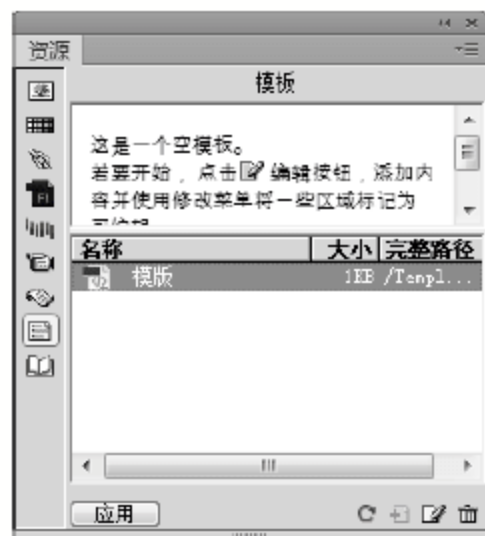 资源
模板
这是一个空模板。
若要开始，点击 编辑按钮，添加内
容并使用修改菜单将一些区域标记为
名称 大小 完整路径
模版 1KB /Templ...
应用